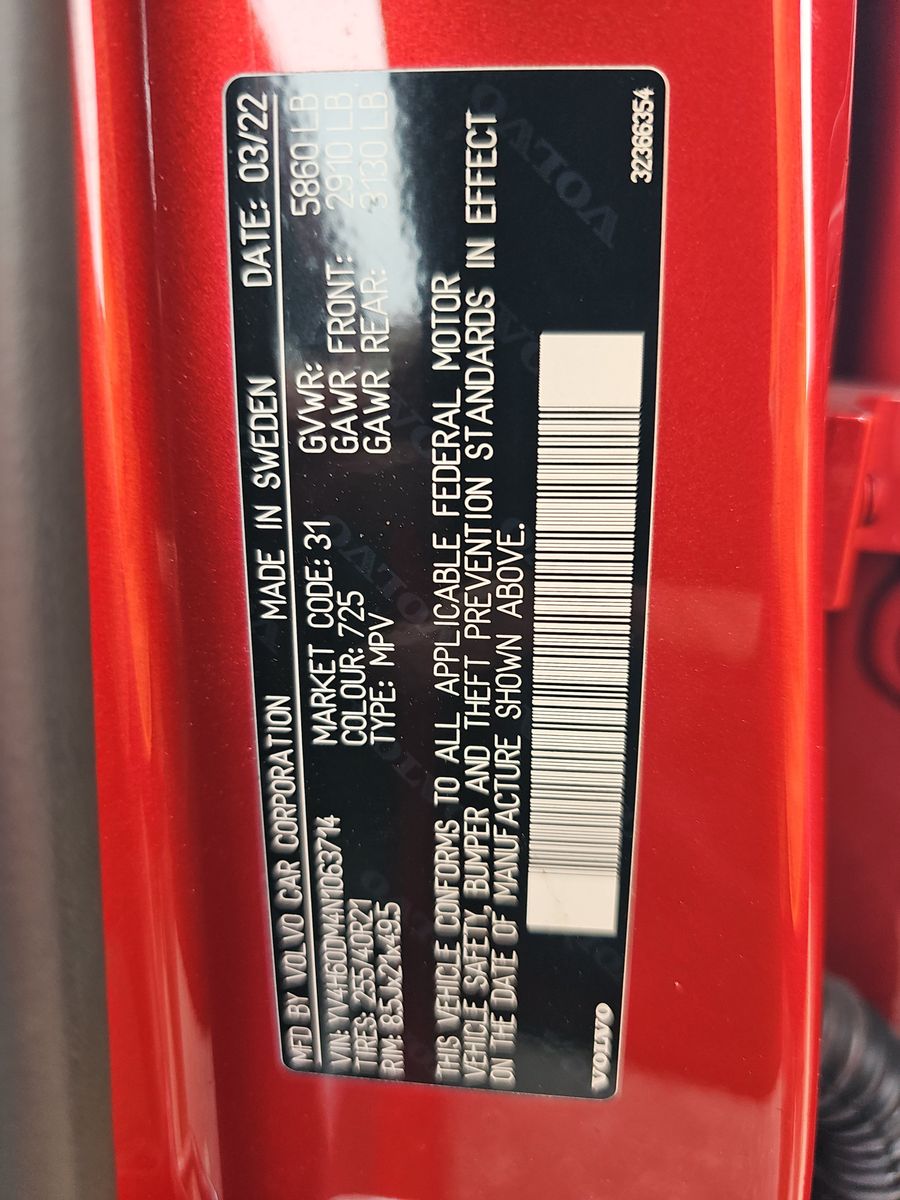 MFD BY VOLVO CAR CORPORATION MADE IN SWEDEN DATE: 03/22
VIN: YV4H60DM4N1063714 MARKET CODE: 31 GVWR: 5860 LB
TIRES: 255/40R21 COLOUR: 725 GAWR FRONT: 2910 LB
RIM: 8.5Jx21x49.5 TYPE: MPV GAWR REAR: 3130 LB
THIS VEHICLE CONFORMS TO ALL APPLICABLE FEDERAL MOTOR
VEHICLE SAFETY, BUMPER AND THEFT PREVENTION STANDARDS IN EFFECT
ON THE DATE OF MANUFACTURE SHOWN ABOVE.
VOLVO 32366354